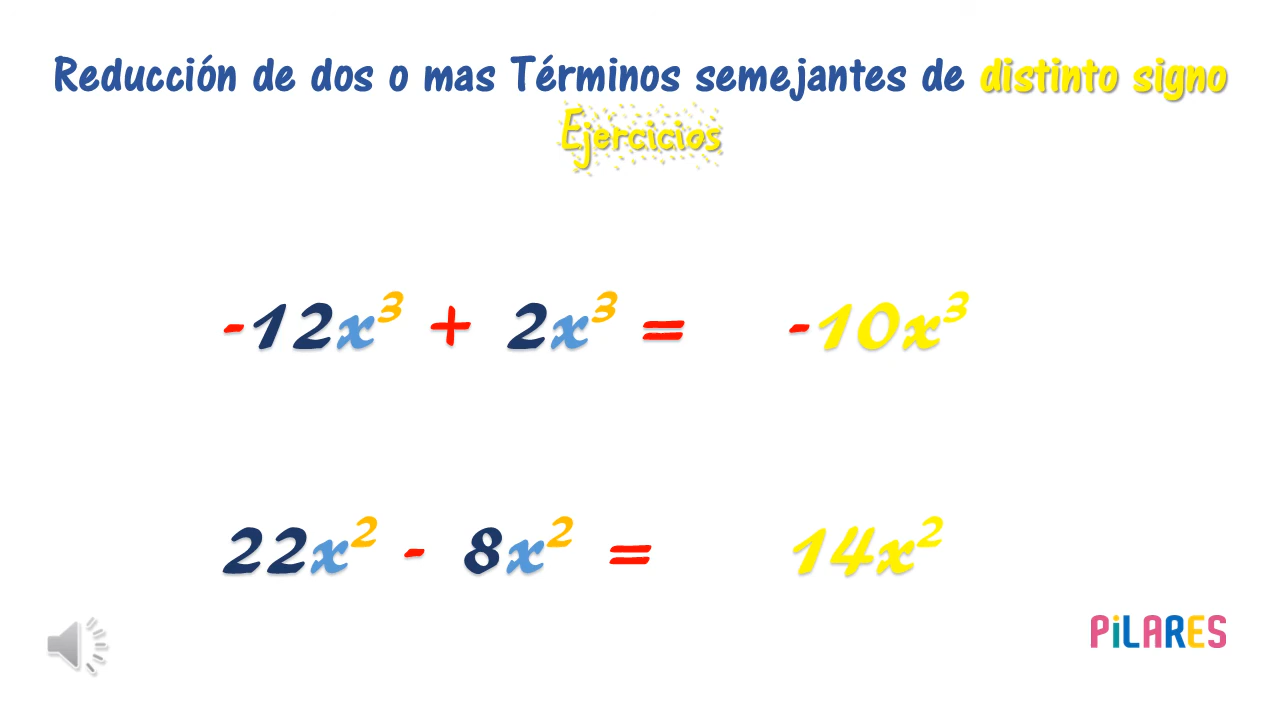 Reducción de dos o mas Términos semejantes de distinto signo
Ejercicios
-12x³ + 2x³ = -10x³
22x² - 8x² = 14x²
PiLARES